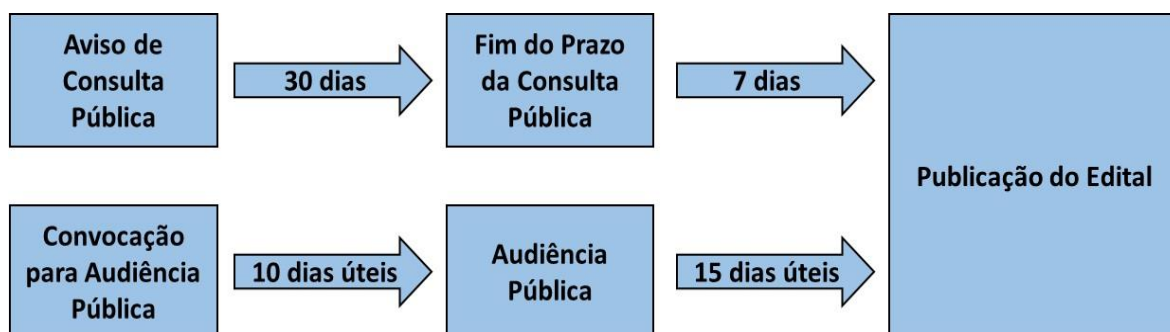 Aviso de
Consulta
Pública
30 dias
Fim do Prazo
da Consulta
Pública
7 dias
Publicação do Edital
Convocação
para Audiência
Pública
10 dias úteis
Audiência
Pública
15 dias úteis